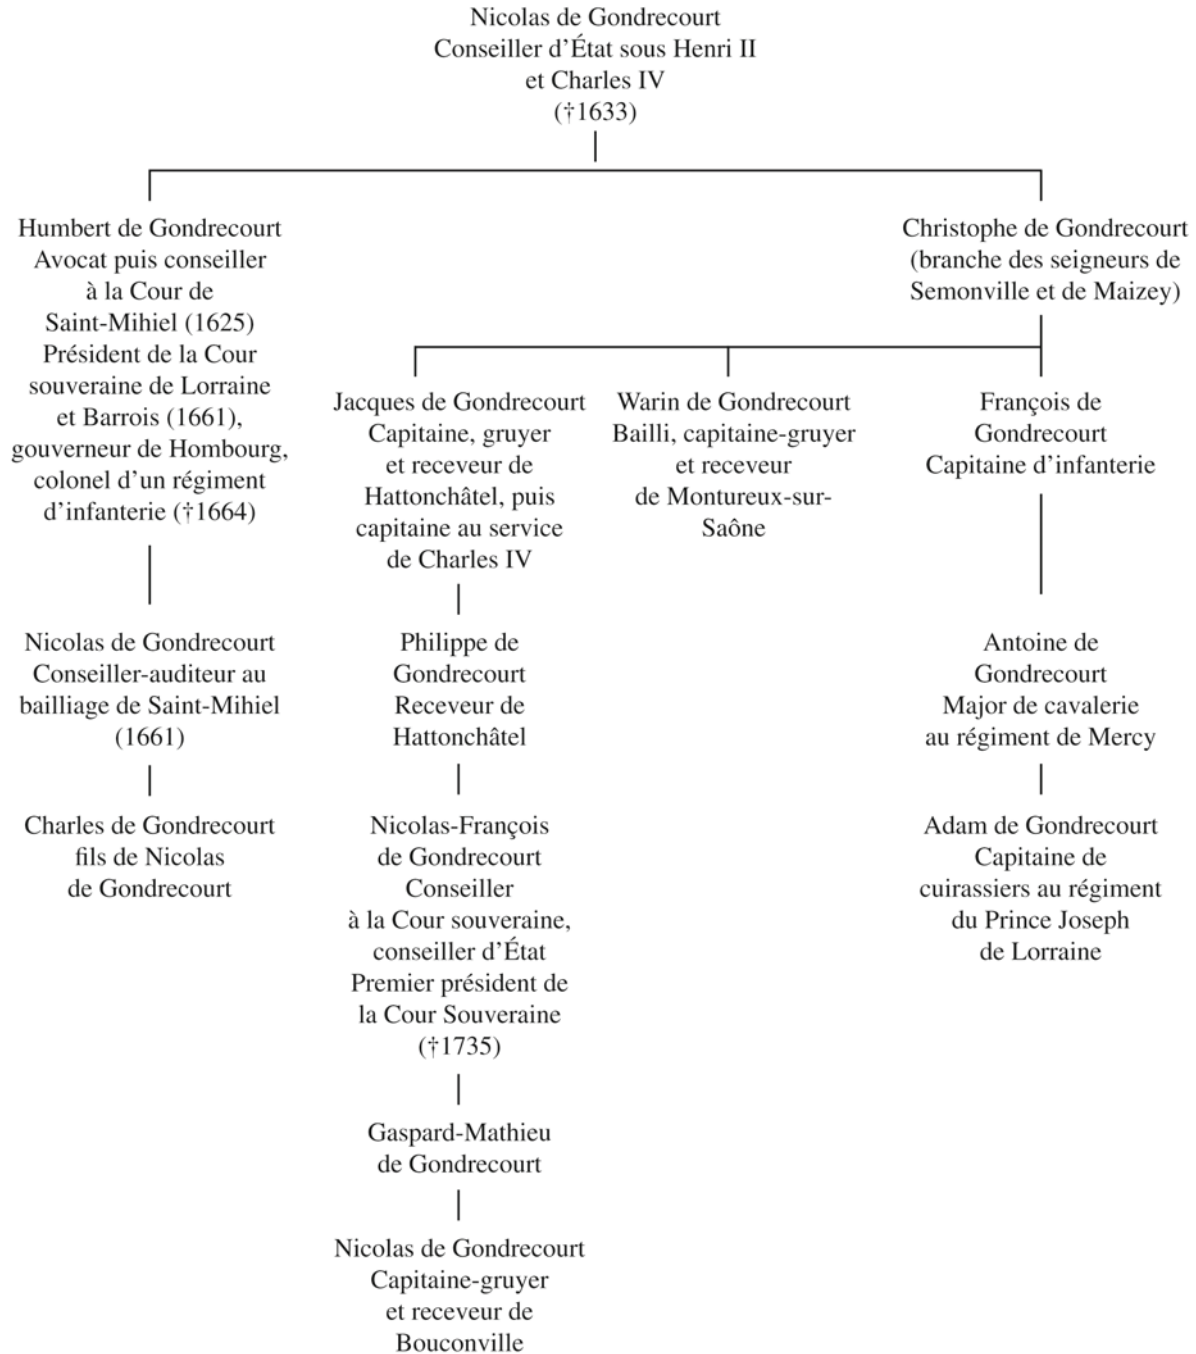 Nicolas de Gondrecourt
Conseiller d’État sous Henri II
et Charles IV
(†1633)
Humbert de Gondrecourt
Avocat puis conseiller
à la Cour de
Saint-Mihiel (1625)
Président de la Cour
souveraine de Lorraine
et Barrois (1661),
gouverneur de Hombourg,
colonel d’un régiment
d’infanterie (†1664)
Christophe de Gondrecourt
(branche des seigneurs de
Semonville et de Maizey)
Jacques de Gondrecourt
Capitaine, gruyer
et receveur de
Hattonchâtel, puis
capitaine au service
de Charles IV
Warin de Gondrecourt
Bailli, capitaine-gruyer
et receveur
de Montureux-sur-
Saône
François de
Gondrecourt
Capitaine d’infanterie
Nicolas de Gondrecourt
Conseiller-auditeur au
bailliage de Saint-Mihiel
(1661)
Philippe de
Gondrecourt
Receveur de
Hattonchâtel
Antoine de
Gondrecourt
Major de cavalerie
au régiment de Mercy
Charles de Gondrecourt
fils de Nicolas
de Gondrecourt
Nicolas-François
de Gondrecourt
Conseiller
à la Cour souveraine,
conseiller d’État
Premier président de
la Cour Souveraine
(†1735)
Adam de Gondrecourt
Capitaine de
cuirassiers au régiment
du Prince Joseph
de Lorraine
Gaspard-Mathieu
de Gondrecourt
Nicolas de Gondrecourt
Capitaine-gruyer
et receveur de
Bouconville